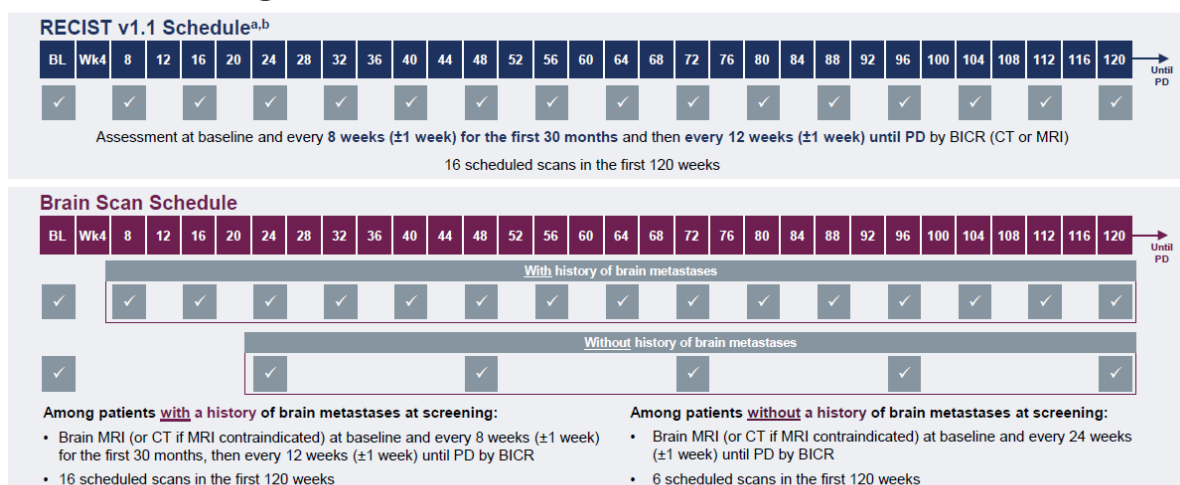 RECIST v1.1 Schedulea,b
BL Wk4 8 12 16 20 24 28 32 36 40 44 48 52 56 60 64 68 72 76 80 84 88 92 96 100 104 108 112 116 120
Until
PD
Assessment at baseline and every 8 weeks (±1 week) for the first 30 months and then every 12 weeks (±1 week) until PD by BICR (CT or MRI)
16 scheduled scans in the first 120 weeks
Brain Scan Schedule
BL Wk4 8 12 16 20 24 28 32 36 40 44 48 52 56 60 64 68 72 76 80 84 88 92 96 100 104 108 112 116 120
Until
PD
With history of brain metastases
Without history of brain metastases
Among patients with a history of brain metastases at screening:
• Brain MRI (or CT if MRI contraindicated) at baseline and every 8 weeks (±1 week)
for the first 30 months, then every 12 weeks (±1 week) until PD by BICR
• 16 scheduled scans in the first 120 weeks
Among patients without a history of brain metastases at screening:
• Brain MRI (or CT if MRI contraindicated) at baseline and every 24 weeks
(±1 week) until PD by BICR
• 6 scheduled scans in the first 120 weeks